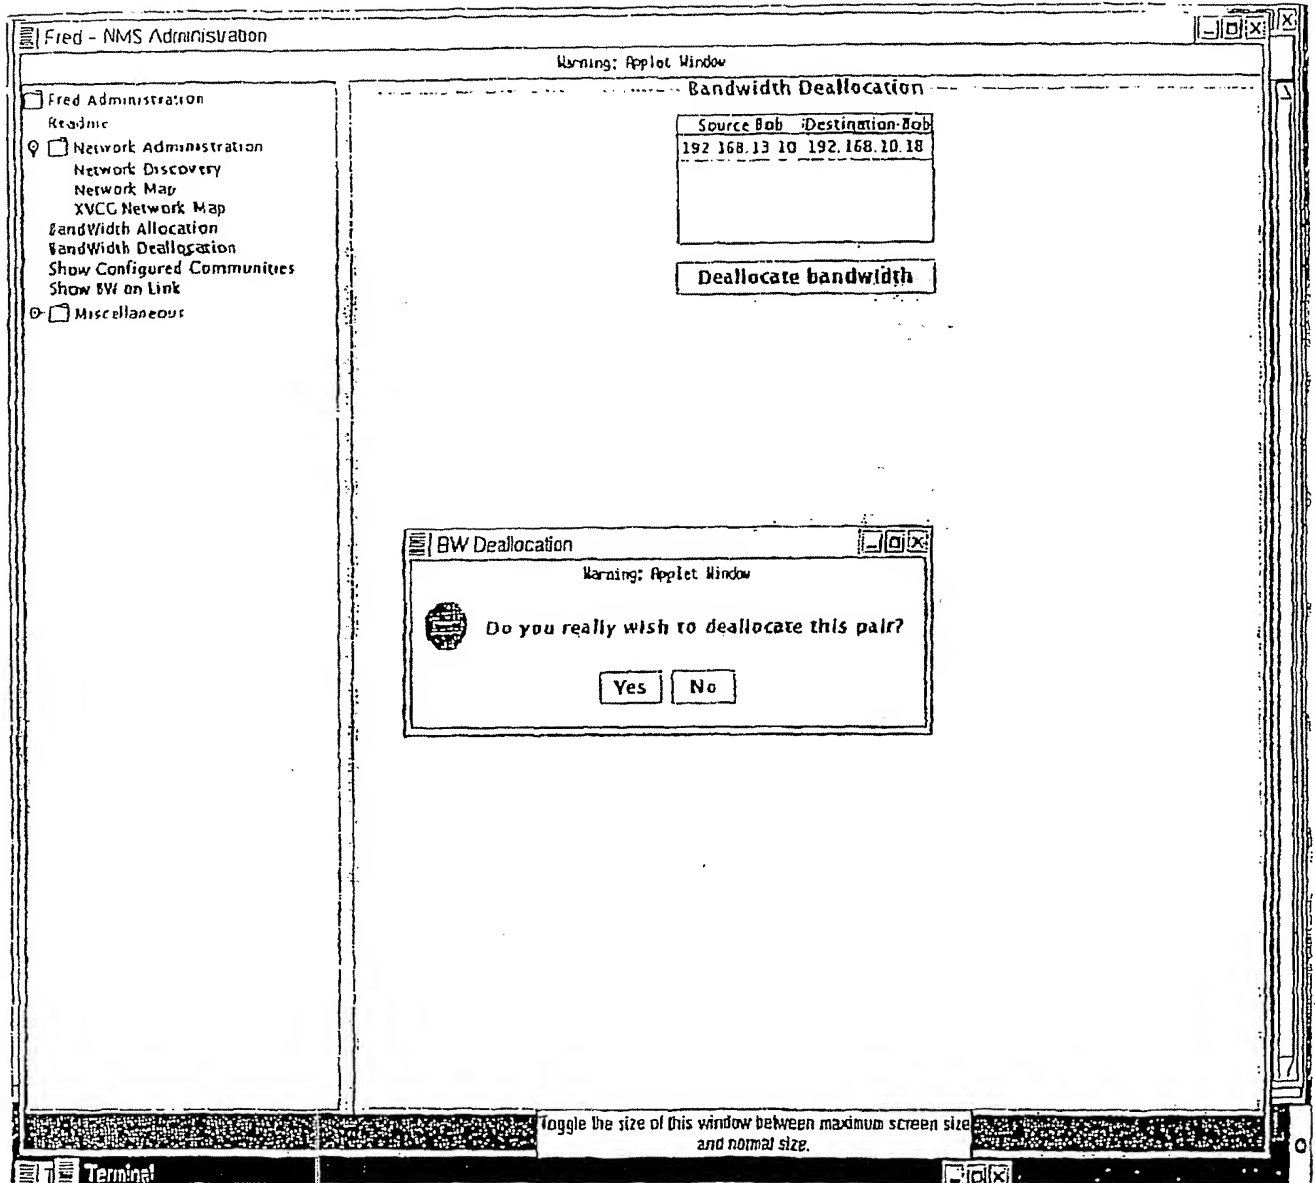 Fred - NMS Administration
Warning: Applet Window
Fred Administration
Readme
Network Administration
Network Discovery
Network Map
XVCG Network Map
BandWidth Allocation
BandWidth Deallocation
Show Configured Communities
Show BW on Link
Miscellaneous
Bandwidth Deallocation
Source Bob Destination Bob
192 168.13 10 192.168.10.18
Deallocate bandwidth
BW Deallocation
Warning: Applet Window
Do you really wish to deallocate this pair?
Yes No
Toggle the size of this window between maximum screen size
and normal size.
Terminal